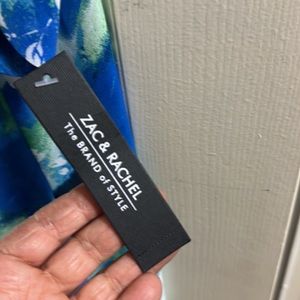 ZAC & RACHEL
The BRAND of STYLE